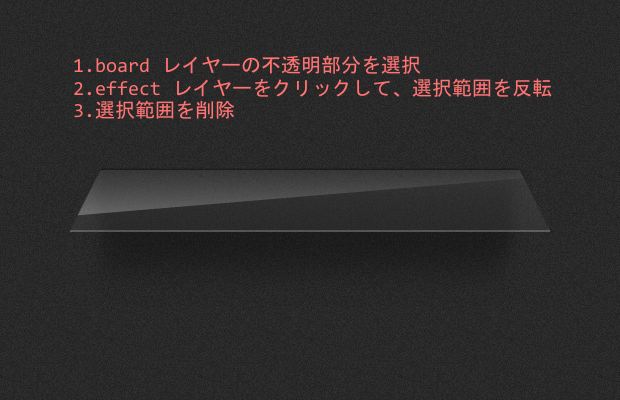 1.board レイヤーの不透明部分を選択
2.effect レイヤーをクリックして、選択範囲を反転
3.選択範囲を削除